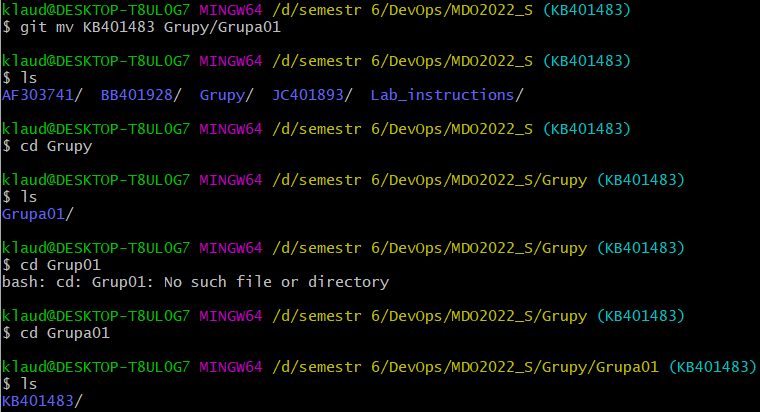 klaud@DESKTOP-T8UL0G7 MINGW64 /d/semestr 6/DevOps/MDO2022_S (KB401483)
$ git mv KB401483 Grupy/Grupa01
klaud@DESKTOP-T8UL0G7 MINGW64 /d/semestr 6/DevOps/MDO2022_S (KB401483)
$ ls
AF303741/  BB401928/  Grupy/  JC401893/  Lab_instructions/
klaud@DESKTOP-T8UL0G7 MINGW64 /d/semestr 6/DevOps/MDO2022_S (KB401483)
$ cd Grupy
klaud@DESKTOP-T8UL0G7 MINGW64 /d/semestr 6/DevOps/MDO2022_S/Grupy (KB401483)
$ ls
Grupa01/
klaud@DESKTOP-T8UL0G7 MINGW64 /d/semestr 6/DevOps/MDO2022_S/Grupy (KB401483)
$ cd Grup01
bash: cd: Grup01: No such file or directory
klaud@DESKTOP-T8UL0G7 MINGW64 /d/semestr 6/DevOps/MDO2022_S/Grupy (KB401483)
$ cd Grupa01
klaud@DESKTOP-T8UL0G7 MINGW64 /d/semestr 6/DevOps/MDO2022_S/Grupy/Grupa01 (KB401483)
$ ls
KB401483/